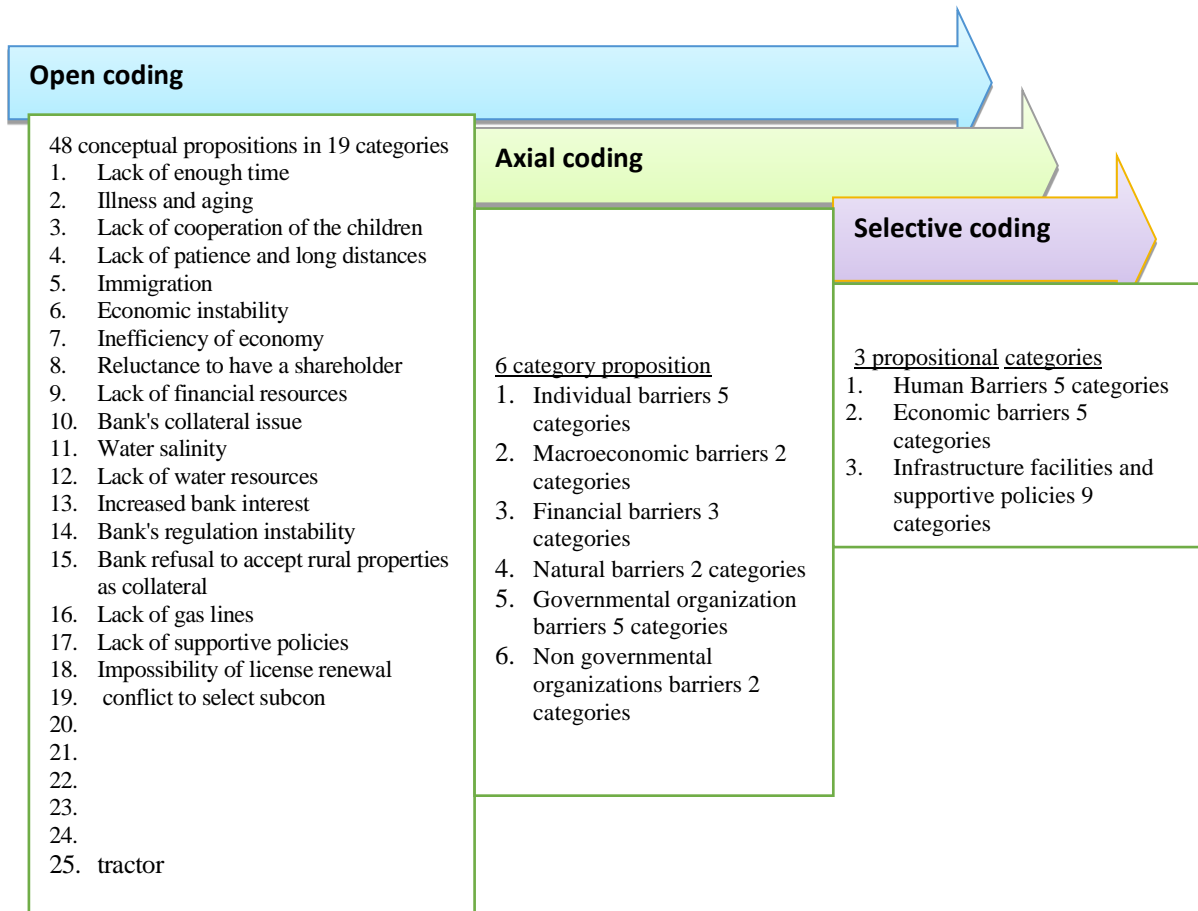 Open coding
48 conceptual propositions in 19 categories
1. Lack of enough time
2. Illness and aging
3. Lack of cooperation of the children
4. Lack of patience and long distances
5. Immigration
6. Economic instability
7. Inefficiency of economy
8. Reluctance to have a shareholder
9. Lack of financial resources
10. Bank's collateral issue
11. Water salinity
12. Lack of water resources
13. Increased bank interest
14. Bank's regulation instability
15. Bank refusal to accept rural properties
as collateral
16. Lack of gas lines
17. Lack of supportive policies
18. Impossibility of license renewal
19. conflict to select subcon
20.
21.
22.
23.
24.
25. tractor
Axial coding
6 category proposition
1. Individual barriers 5
categories
2. Macroeconomic barriers 2
categories
3. Financial barriers 3
categories
4. Natural barriers 2 categories
5. Governmental organization
barriers 5 categories
6. Non governmental
organizations barriers 2
categories
Selective coding
3 propositional categories
1. Human Barriers 5 categories
2. Economic barriers 5
categories
3. Infrastructure facilities and
supportive policies 9
categories